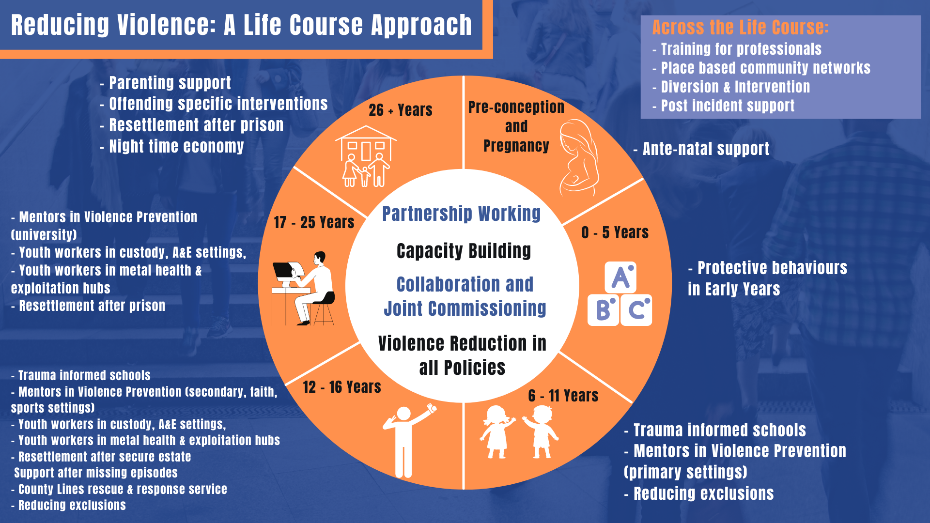 Reducing Violence: A Life Course Approach
Across the Life Course:
- Training for professionals
- Place based community networks
- Diversion & Intervention
- Post incident support
- Parenting support
- Offending specific interventions
- Resettlement after prison
- Night time economy
26 + Years
Pre-conception
and
Pregnancy
- Ante-natal support
- Mentors in Violence Prevention
(university)
- Youth workers in custody, A&E settings,
- Youth workers in metal health &
exploitation hubs
- Resettlement after prison
17 - 25 Years
0 - 5 Years
A
B C
- Protective behaviours
in Early Years
Partnership Working
Capacity Building
Collaboration and
Joint Commissioning
Violence Reduction in
all Policies
- Trauma informed schools
- Mentors in Violence Prevention (secondary, faith,
sports settings)
- Youth workers in custody, A&E settings,
- Youth workers in metal health & exploitation hubs
- Resettlement after secure estate
Support after missing episodes
- County Lines rescue & response service
- Reducing exclusions
12 - 16 Years
6 - 11 Years
- Trauma informed schools
- Mentors in Violence Prevention
(primary settings)
- Reducing exclusions